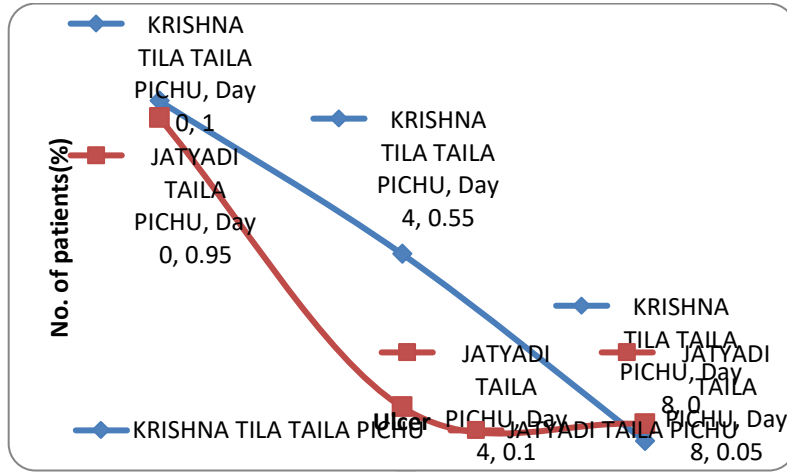 KRISHNA
TILA TAILA
PICHU, Day
0, 1
KRISHNA
TILA TAILA
PICHU, Day
4, 0.55
JATYADI
TAILA
PICHU, Day
0, 0.95
No. of patients(%)
KRISHNA
TILA TAILA
PICHU, Day
8, 0
JATYADI
TAILA
PICHU, Day
4, 0.1
JATYADI
TAILA
PICHU, Day
8, 0.05
Ulcer
KRISHNA TILA TAILA PICHU
JATYADI TAILA PICHU